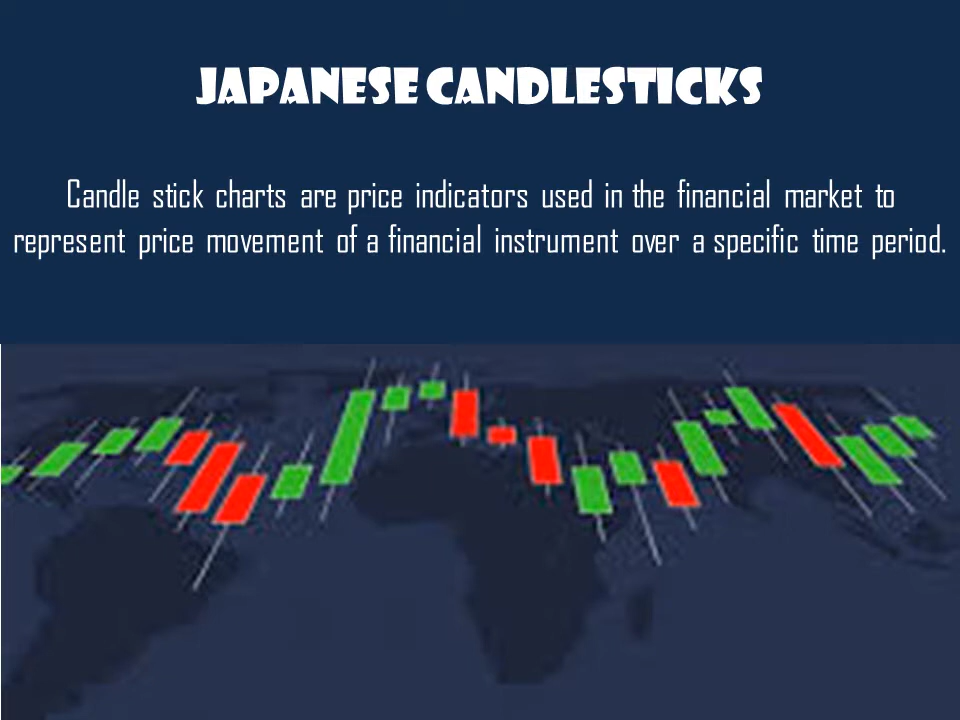 JAPANESE CANDLESTICKS
Candle stick charts are price indicators used in the financial market to
represent price movement of a financial instrument over a specific time period.